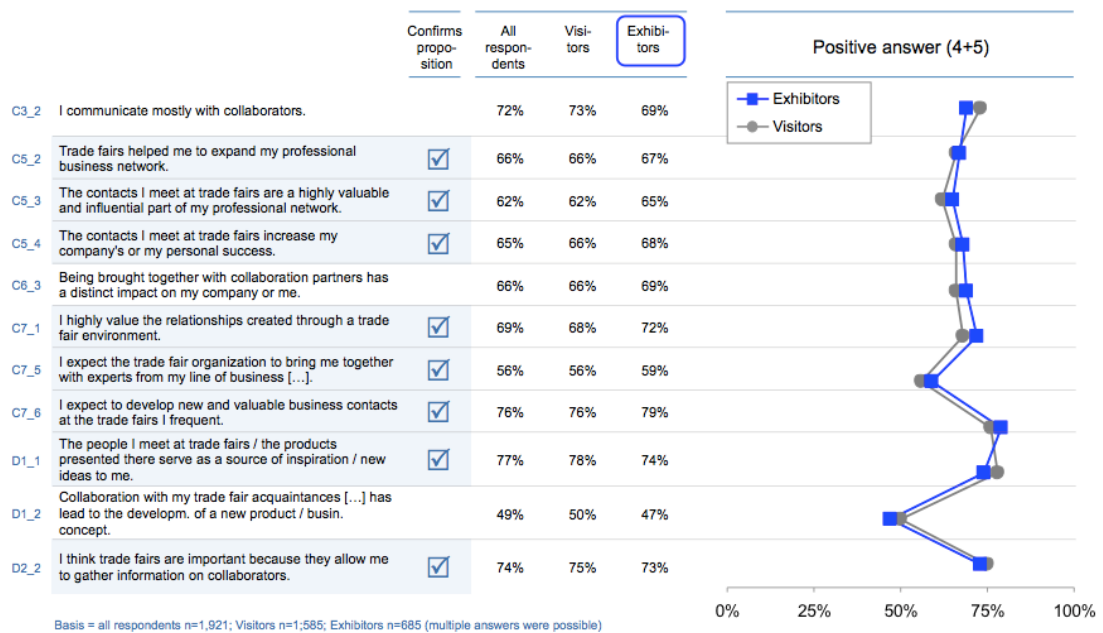 Confirms
propo-
sition
All
respon-
dents
Visi-
tors
Exhibi-
tors
Positive answer (4+5)
C3_2 I communicate mostly with collaborators. 72% 73% 69%
Exhibitors
Visitors
C5_2 Trade fairs helped me to expand my professional
business network. 66% 66% 67%
C5_3 The contacts I meet at trade fairs are a highly valuable
and influential part of my professional network. 62% 62% 65%
C5_4 The contacts I meet at trade fairs increase my
company's or my personal success. 65% 66% 68%
C6_3 Being brought together with collaboration partners has
a distinct impact on my company or me. 66% 66% 69%
C7_1 I highly value the relationships created through a trade
fair environment. 69% 68% 72%
C7_5 I expect the trade fair organization to bring me together
with experts from my line of business [...]. 56% 56% 59%
C7_6 I expect to develop new and valuable business contacts
at the trade fairs I frequent. 76% 76% 79%
The people I meet at trade fairs / the products
D1_1 presented there serve as a source of inspiration / new 77% 78% 74%
ideas to me.
Collaboration with my trade fair acquaintances [...] has
D1_2 lead to the developm. of a new product / busin. 49% 50% 47%
concept.
D2_2 I think trade fairs are important because they allow me
to gather information on collaborators. 74% 75% 73%
0% 25% 50% 75% 100%
Basis = all respondents n=1,921; Visitors n=1;585; Exhibitors n=685 (multiple answers were possible)